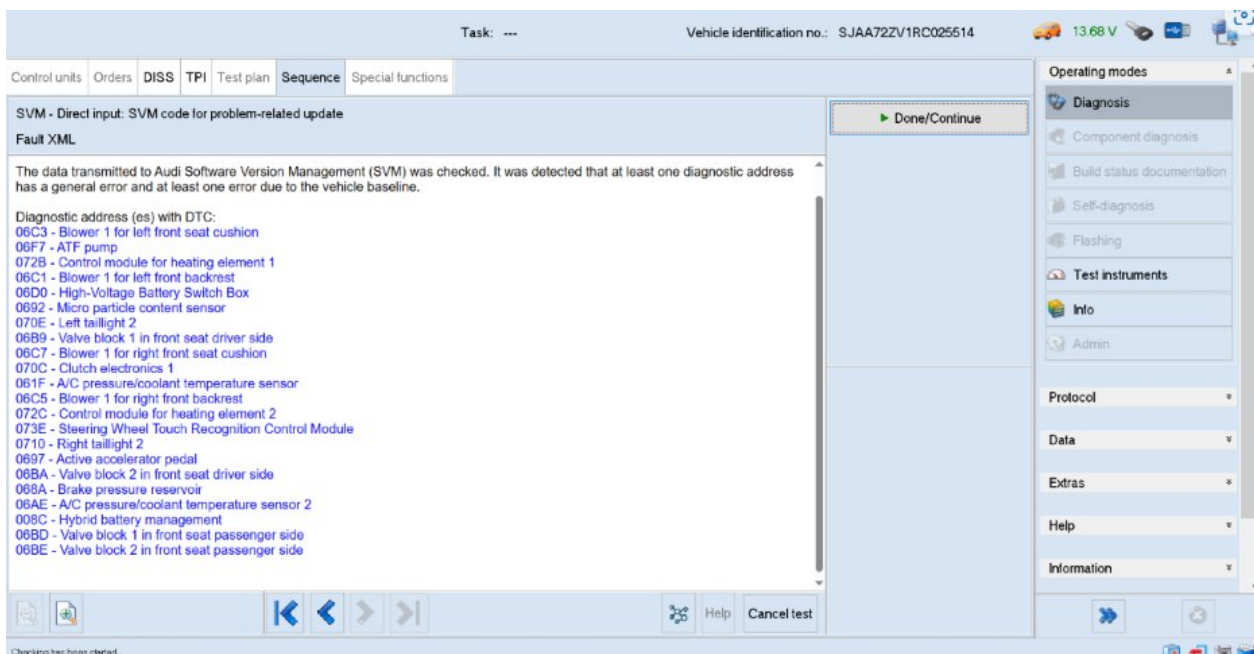 Task: ---
Vehicle identification no.: SJAA72ZV1RC025514
13.68 V
Control units Orders DISS TPI Test plan Sequence Special functions
SVM - Direct input: SVM code for problem-related update
Fault XML
The data transmitted to Audi Software Version Management (SVM) was checked. It was detected that at least one diagnostic address
has a general error and at least one error due to the vehicle baseline.
Diagnostic address (es) with DTC:
06C3 - Blower 1 for left front seat cushion
06F7 - ATF pump
072B - Control module for heating element 1
06C1 - Blower 1 for left front backrest
06D0 - High-Voltage Battery Switch Box
0692 - Micro particle content sensor
070E - Left taillight 2
06B9 - Valve block 1 in front seat driver side
06C7 - Blower 1 for right front seat cushion
070C - Clutch electronics 1
061F - A/C pressure/coolant temperature sensor
06C5 - Blower 1 for right front backrest
072C - Control module for heating element 2
073E - Steering Wheel Touch Recognition Control Module
0710 - Right taillight 2
0697 - Active accelerator pedal
06BA - Valve block 2 in front seat driver side
068A - Brake pressure reservoir
06AE - A/C pressure/coolant temperature sensor 2
008C - Hybrid battery management
06BD - Valve block 1 in front seat passenger side
06BE - Valve block 2 in front seat passenger side
Done/Continue
Operating modes
Diagnosis
Component diagnosis
Build status documentation
Self-diagnosis
Flashing
Test instruments
Info
Admin
Protocol
Data
Extras
Help
Information
Help
Cancel test
Checking has been started.